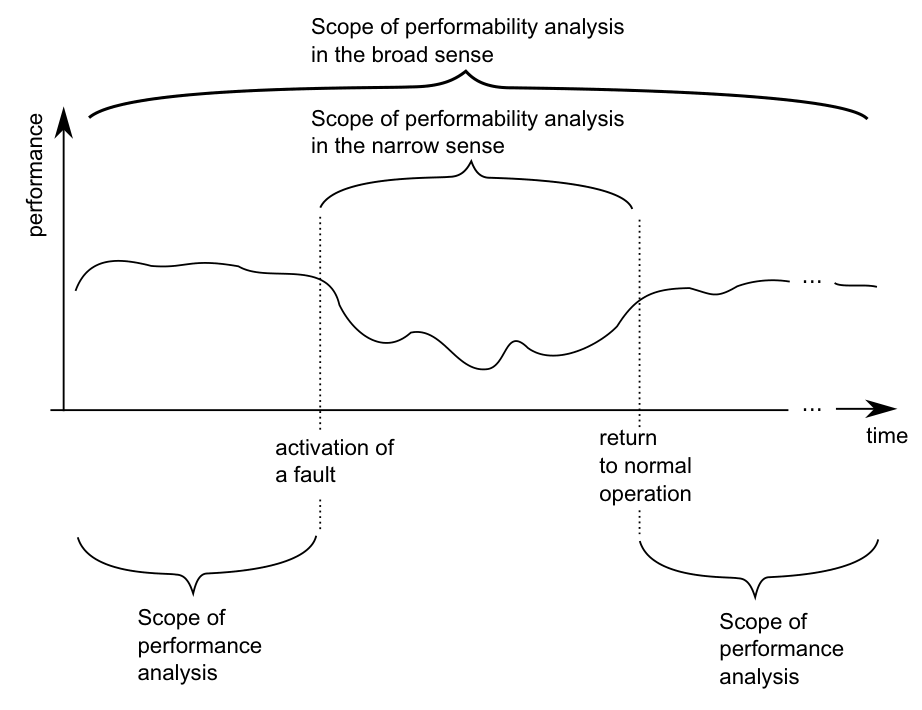 Scope of performability analysis
in the broad sense
Scope of performability analysis
in the narrow sense
performance
...
...
time
activation of
a fault
return
to normal
operation
Scope of
performance
analysis
Scope of
performance
analysis